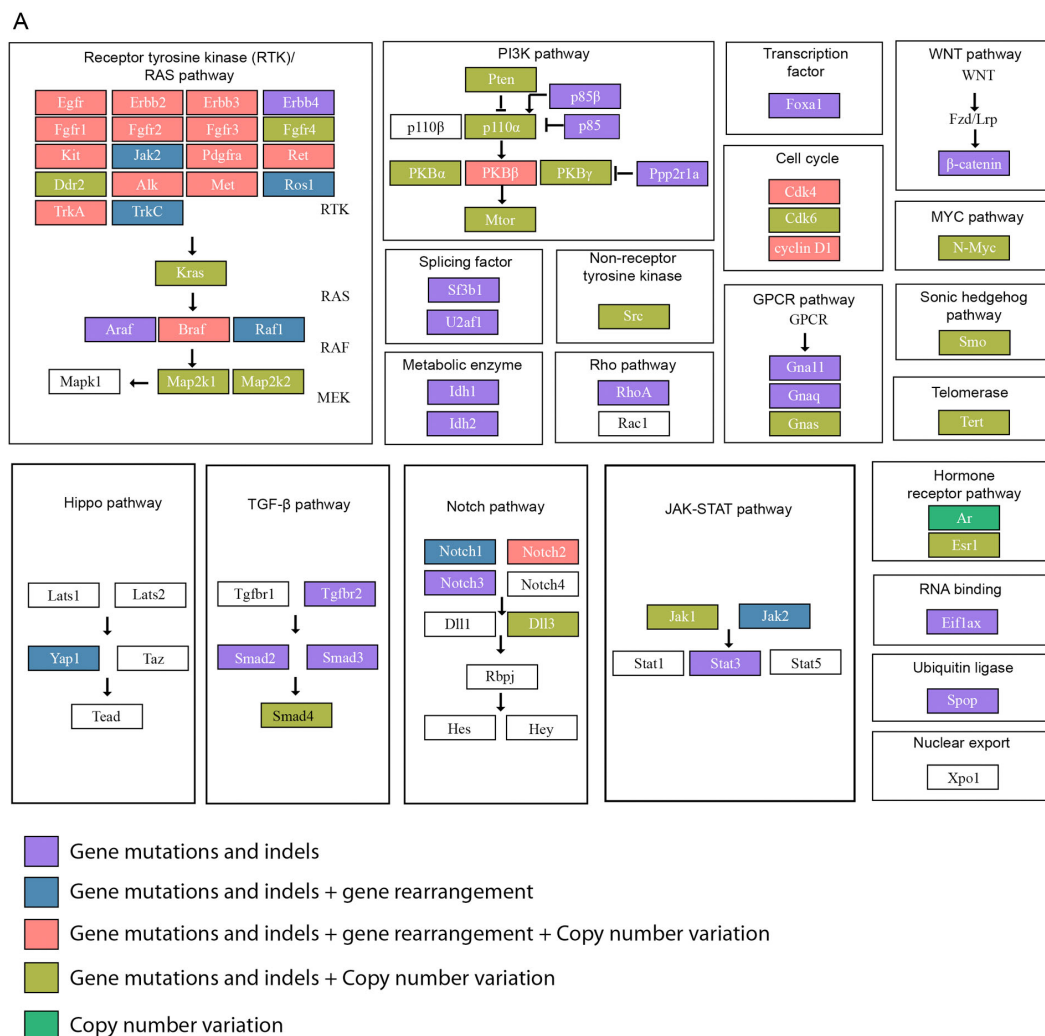 A
Receptor tyrosine kinase (RTK)/
RAS pathway
Egfr Erbb2 Erbb3 Erbb4
Fgfr1 Fgfr2 Fgfr3 Fgfr4
Kit Jak2 Pdgfra Ret
Ddr2 Alk Met Ros1
TrkA TrkC RTK
Kras
RAS
Araf Braf Raf1
RAF
Mapk1 Map2k1 Map2k2
MEK
PI3K pathway
Pten
p85β
p110β p110α p85
PKBα PKBβ PKBγ Ppp2r1a
Mtor
Transcription
factor
Foxa1
WNT pathway
WNT
Fzd/Lrp
β-catenin
Cell cycle
Cdk4
Cdk6
cyclin D1
MYC pathway
N-Myc
Splicing factor
Sf3b1
U2af1
Non-receptor
tyrosine kinase
Src
GPCR pathway
GPCR
Gna11
Gnaq
Gnas
Sonic hedgehog
pathway
Smo
Metabolic enzyme
Idh1
Idh2
Rho pathway
RhoA
Rac1
Telomerase
Tert
Hippo pathway
Lats1 Lats2
Yap1 Taz
Tead
TGF-β pathway
Tgfbr1 Tgfbr2
Smad2 Smad3
Smad4
Notch pathway
Notch1 Notch2
Notch3 Notch4
Dll1 Dll3
Rbpj
Hes Hey
JAK-STAT pathway
Jak1 Jak2
Stat1 Stat3 Stat5
Hormone
receptor pathway
Ar
Esr1
RNA binding
Eif1ax
Ubiquitin ligase
Spop
Nuclear export
Xpo1
Gene mutations and indels
Gene mutations and indels + gene rearrangement
Gene mutations and indels + gene rearrangement + Copy number variation
Gene mutations and indels + Copy number variation
Copy number variation